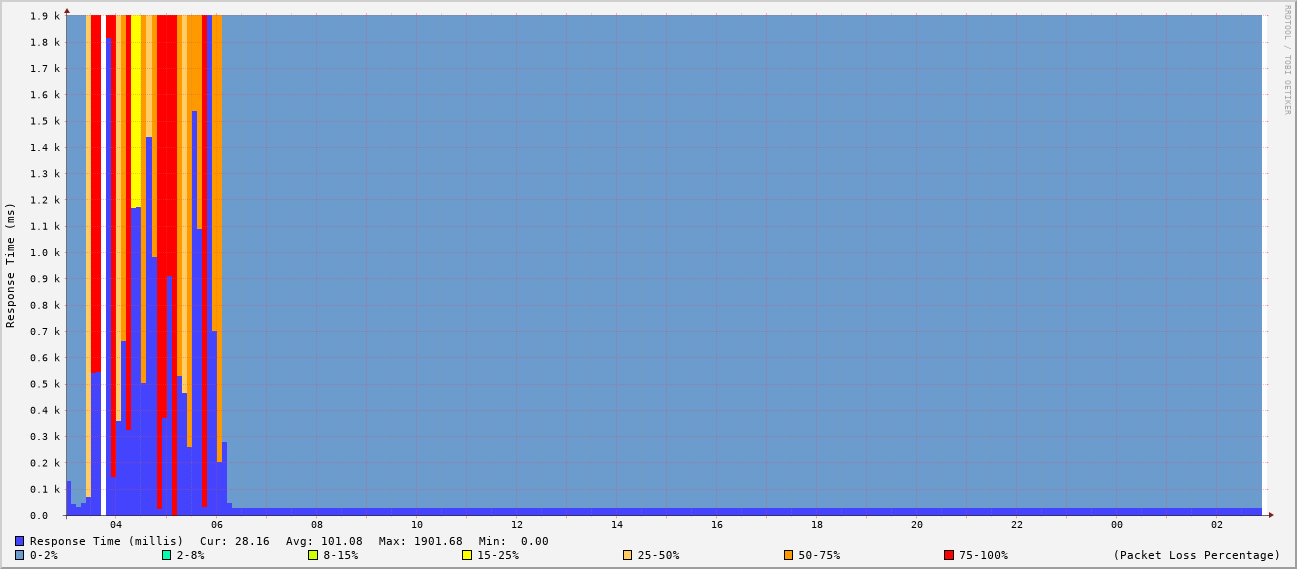 RRDTOOL / TOBI OETIKER
Response Time (ms)
1.9 k
1.8 k
1.7 k
1.6 k
1.5 k
1.4 k
1.3 k
1.2 k
1.1 k
1.0 k
0.9 k
0.8 k
0.7 k
0.6 k
0.5 k
0.4 k
0.3 k
0.2 k
0.1 k
0.0
04 06 08 10 12 14 16 18 20 22 00 02
Response Time (millis) Cur: 28.16 Avg: 101.08 Max: 1901.68 Min: 0.00
0-2% 2-8% 8-15% 15-25% 25-50% 50-75% 75-100% (Packet Loss Percentage)